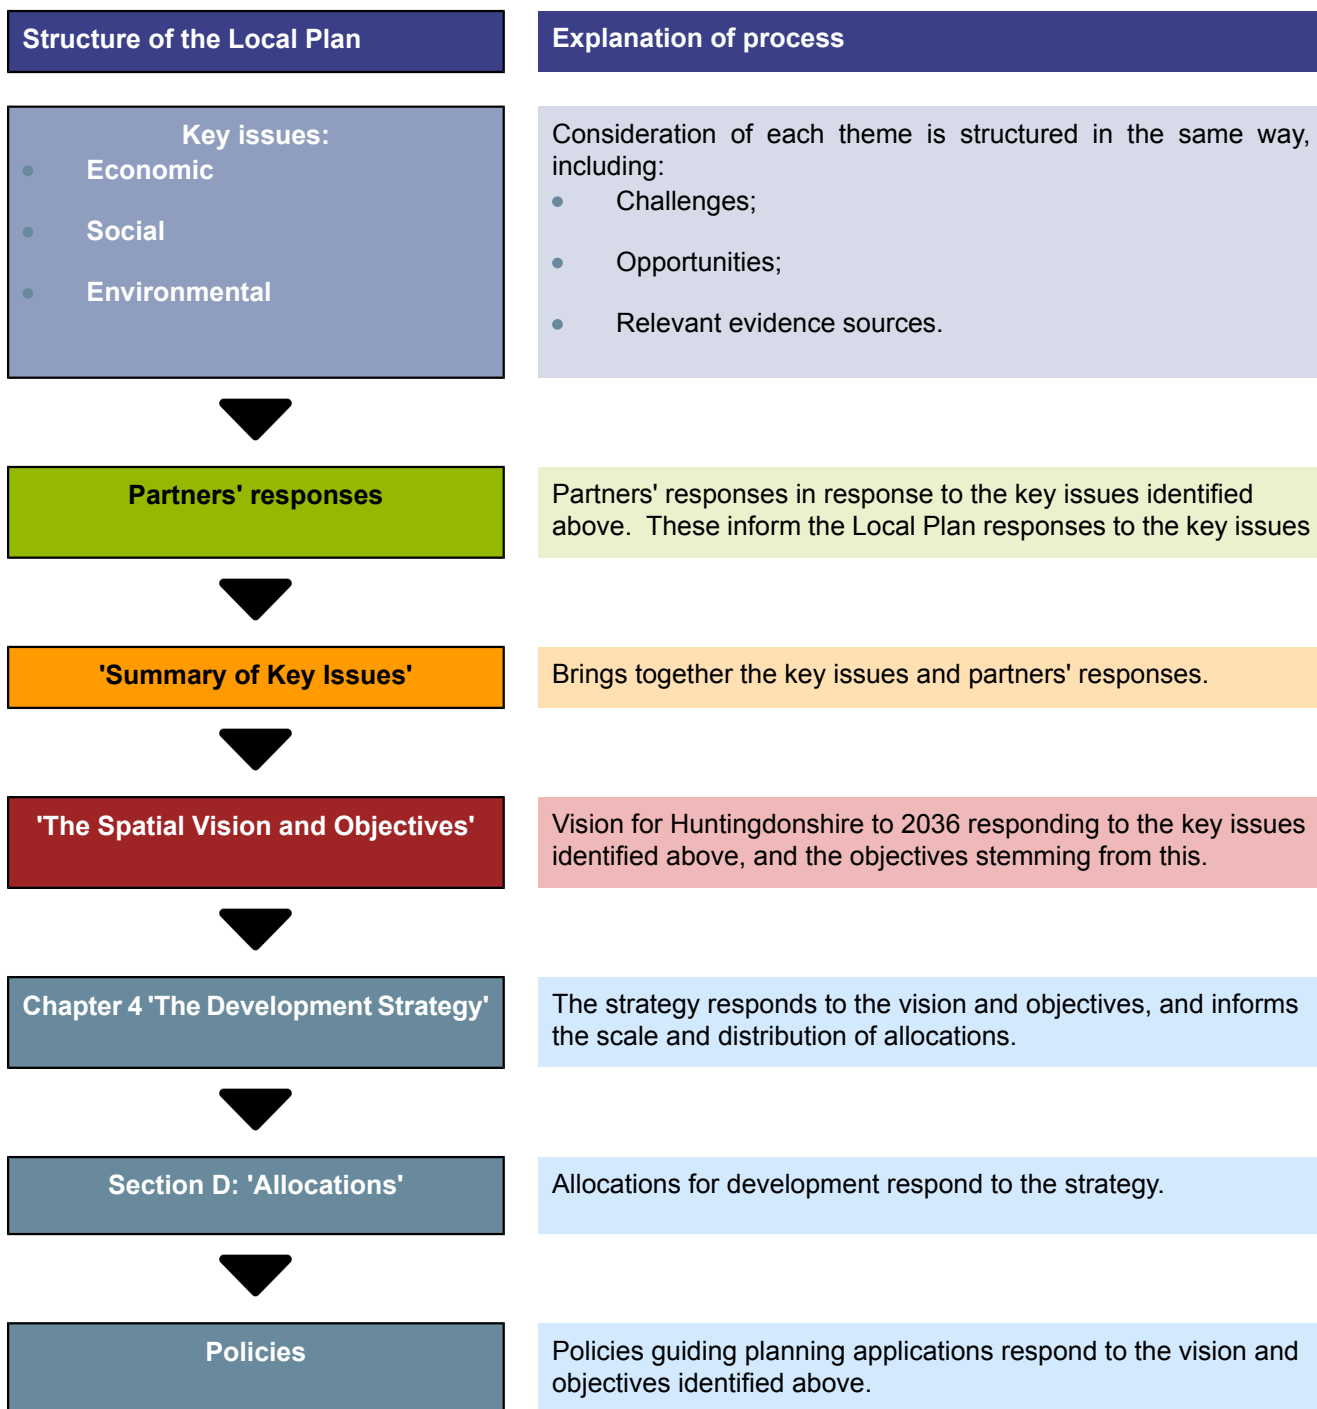 Structure of the Local Plan
Explanation of process
Key issues:
Economic
Social
Environmental
Consideration of each theme is structured in the same way,
including:
Challenges;
Opportunities;
Relevant evidence sources.
Partners' responses
Partners' responses in response to the key issues identified
above.  These inform the Local Plan responses to the key issues
'Summary of Key Issues'
Brings together the key issues and partners' responses.
'The Spatial Vision and Objectives'
Vision for Huntingdonshire to 2036 responding to the key issues
identified above, and the objectives stemming from this.
Chapter 4 'The Development Strategy'
The strategy responds to the vision and objectives, and informs
the scale and distribution of allocations.
Section D: 'Allocations'
Allocations for development respond to the strategy.
Policies
Policies guiding planning applications respond to the vision and
objectives identified above.